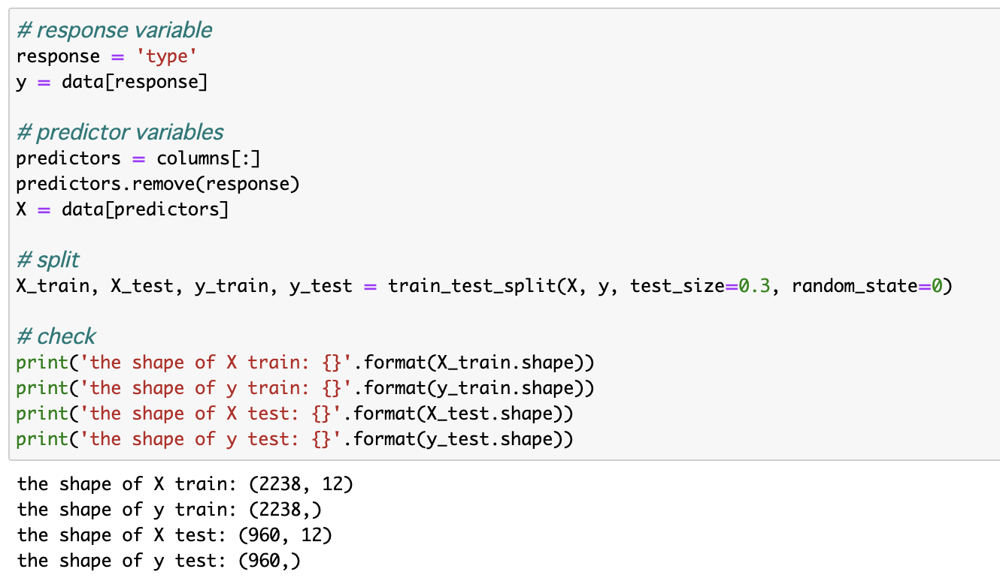 # response variable
response = 'type'
y = data[response]
# predictor variables
predictors = columns[:]
predictors.remove(response)
X = data[predictors]
# split
X_train, X_test, y_train, y_test = train_test_split(X, y, test_size=0.3, random_state=0)
# check
print('the shape of X train: {}'.format(X_train.shape))
print('the shape of y train: {}'.format(y_train.shape))
print('the shape of X test: {}'.format(X_test.shape))
print('the shape of y test: {}'.format(y_test.shape))
the shape of X train: (2238, 12)
the shape of y train: (2238,)
the shape of X test: (960, 12)
the shape of y test: (960,)